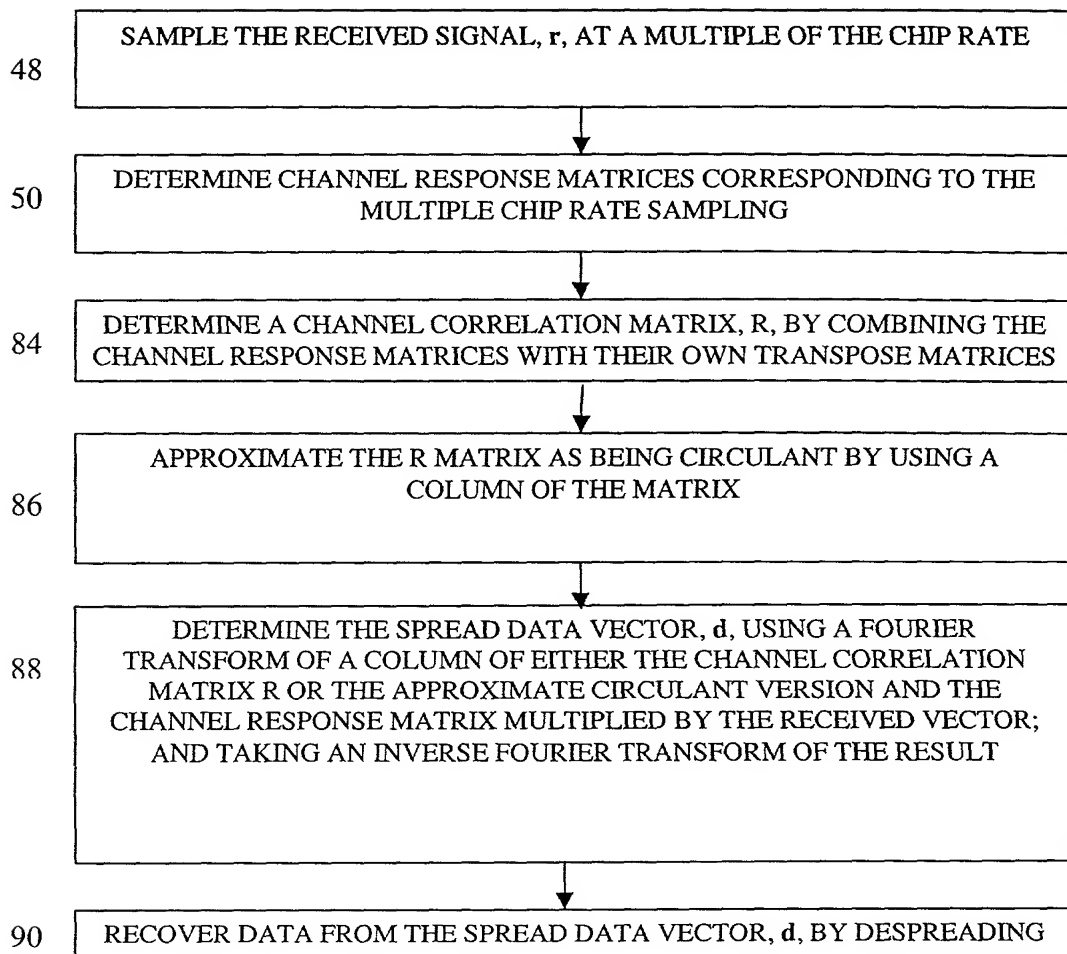 48
SAMPLE THE RECEIVED SIGNAL, r, AT A MULTIPLE OF THE CHIP RATE
50
DETERMINE CHANNEL RESPONSE MATRICES CORRESPONDING TO THE
MULTIPLE CHIP RATE SAMPLING
84
DETERMINE A CHANNEL CORRELATION MATRIX, R, BY COMBINING THE
CHANNEL RESPONSE MATRICES WITH THEIR OWN TRANSPOSE MATRICES
86
APPROXIMATE THE R MATRIX AS BEING CIRCULANT BY USING A
COLUMN OF THE MATRIX
88
DETERMINE THE SPREAD DATA VECTOR, d, USING A FOURIER
TRANSFORM OF A COLUMN OF EITHER THE CHANNEL CORRELATION
MATRIX R OR THE APPROXIMATE CIRCULANT VERSION AND THE
CHANNEL RESPONSE MATRIX MULTIPLIED BY THE RECEIVED VECTOR;
AND TAKING AN INVERSE FOURIER TRANSFORM OF THE RESULT
90
RECOVER DATA FROM THE SPREAD DATA VECTOR, d, BY DESPREADING